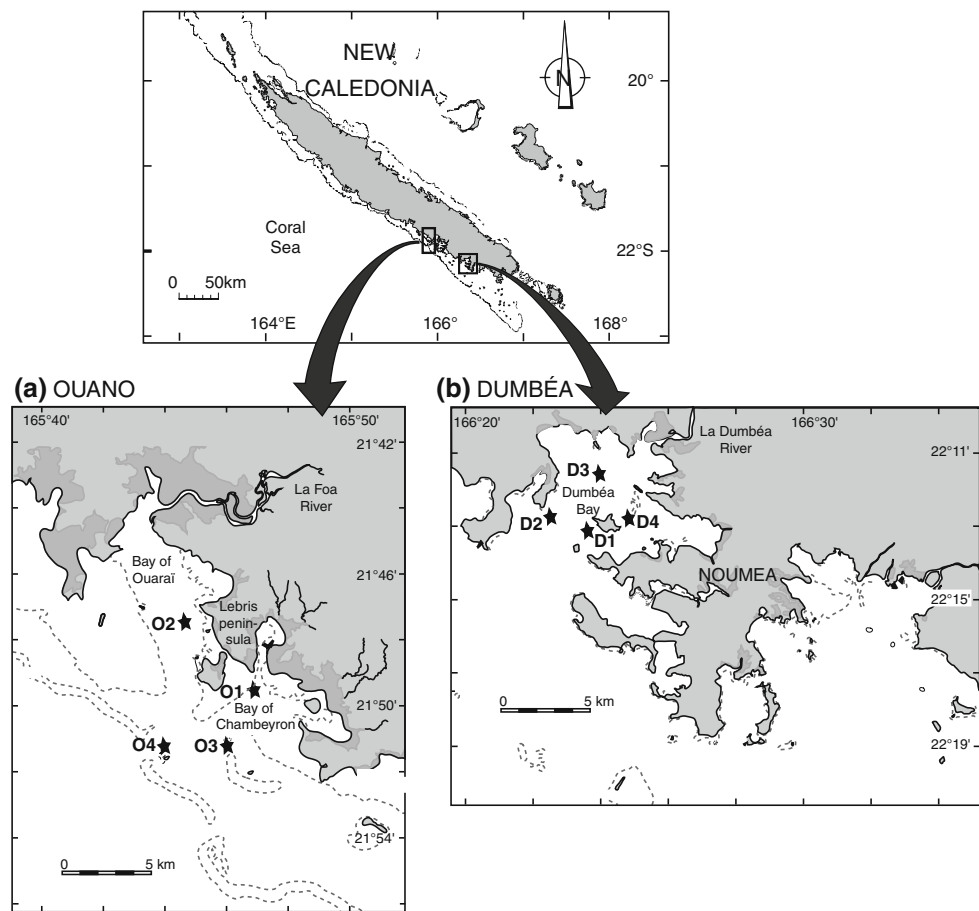 NEW
CALEDONIA
N
20°
Coral
Sea
22°S
0 50km
164°E 166° 168°
(a) OUANO
165°40' 165°50'
21°42'
La Foa
River
Bay of
Ouaraï
21°46'
Lebris
penin-
sula
O2
O1
21°50'
Bay of
Chambeyron
O4 O3
21°54'
0 5 km
(b) DUMBÉA
166°20' 166°30'
La Dumbéa
River
22°11'
D3
Dumbéa
Bay
D2 D4
D1
NOUMEA
22°15'
0 5 km
22°19'